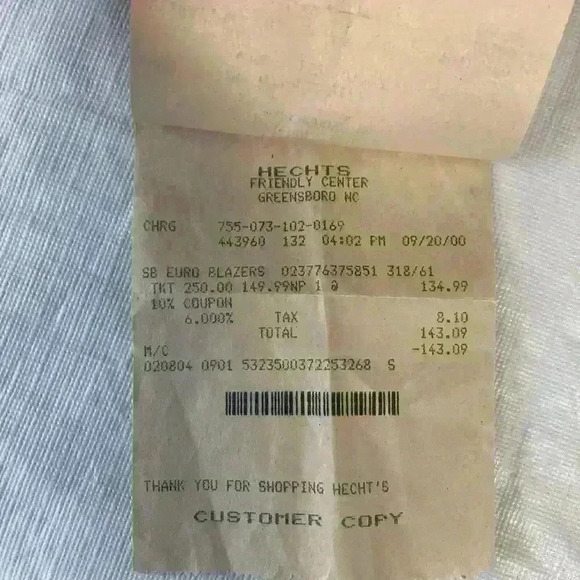 HECHTS
FRIENDLY CENTER
GREENSBORO NC
CHRG 755-073-102-0169
443960 132 04:02 PM 09/20/00
SB EURO BLAZERS 023776375851 318/61
TKT 250.00 149.99NP 1 @ 134.99
10% COUPON
6.000% TAX 8.10
TOTAL 143.09
M/C -143.09
020804 0901 5323500372253268 S
THANK YOU FOR SHOPPING HECHT'S
CUSTOMER COPY